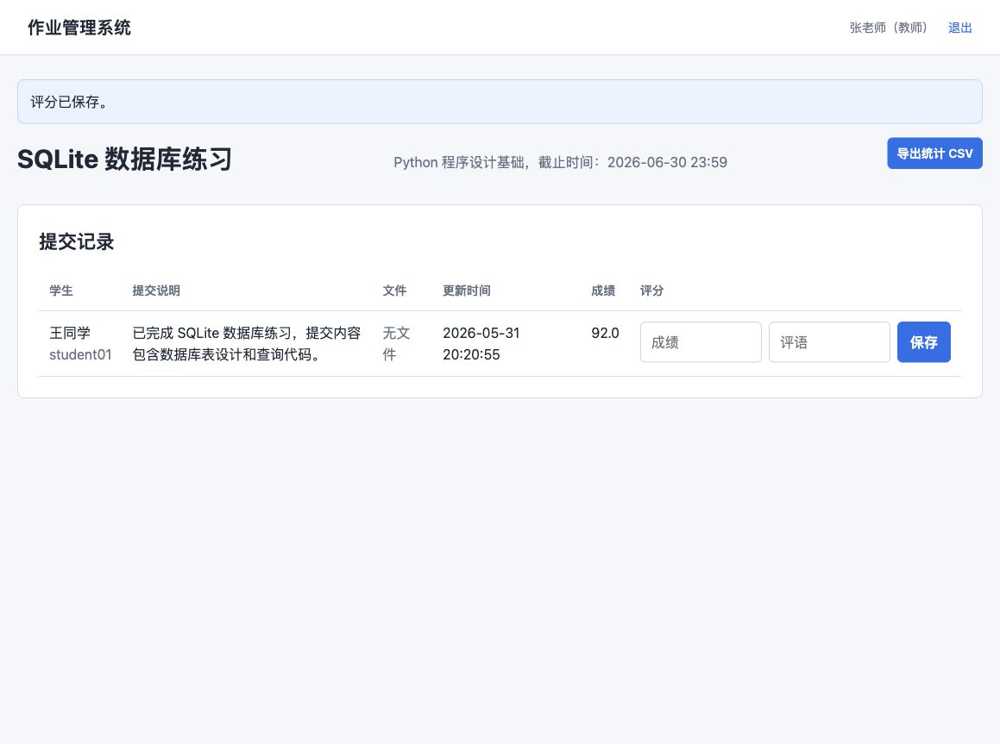 作业管理系统
张老师（教师） 退出
评分已保存。
SQLite 数据库练习
Python 程序设计基础，截止时间：2026-06-30 23:59
导出统计 CSV
提交记录
学生 提交说明 文件 更新时间 成绩 评分
王同学 已完成 SQLite 数据库练习，提交内容 无文 2026-05-31 92.0 成绩 评语 保存
student01 包含数据库表设计和查询代码。 件 20:20:55